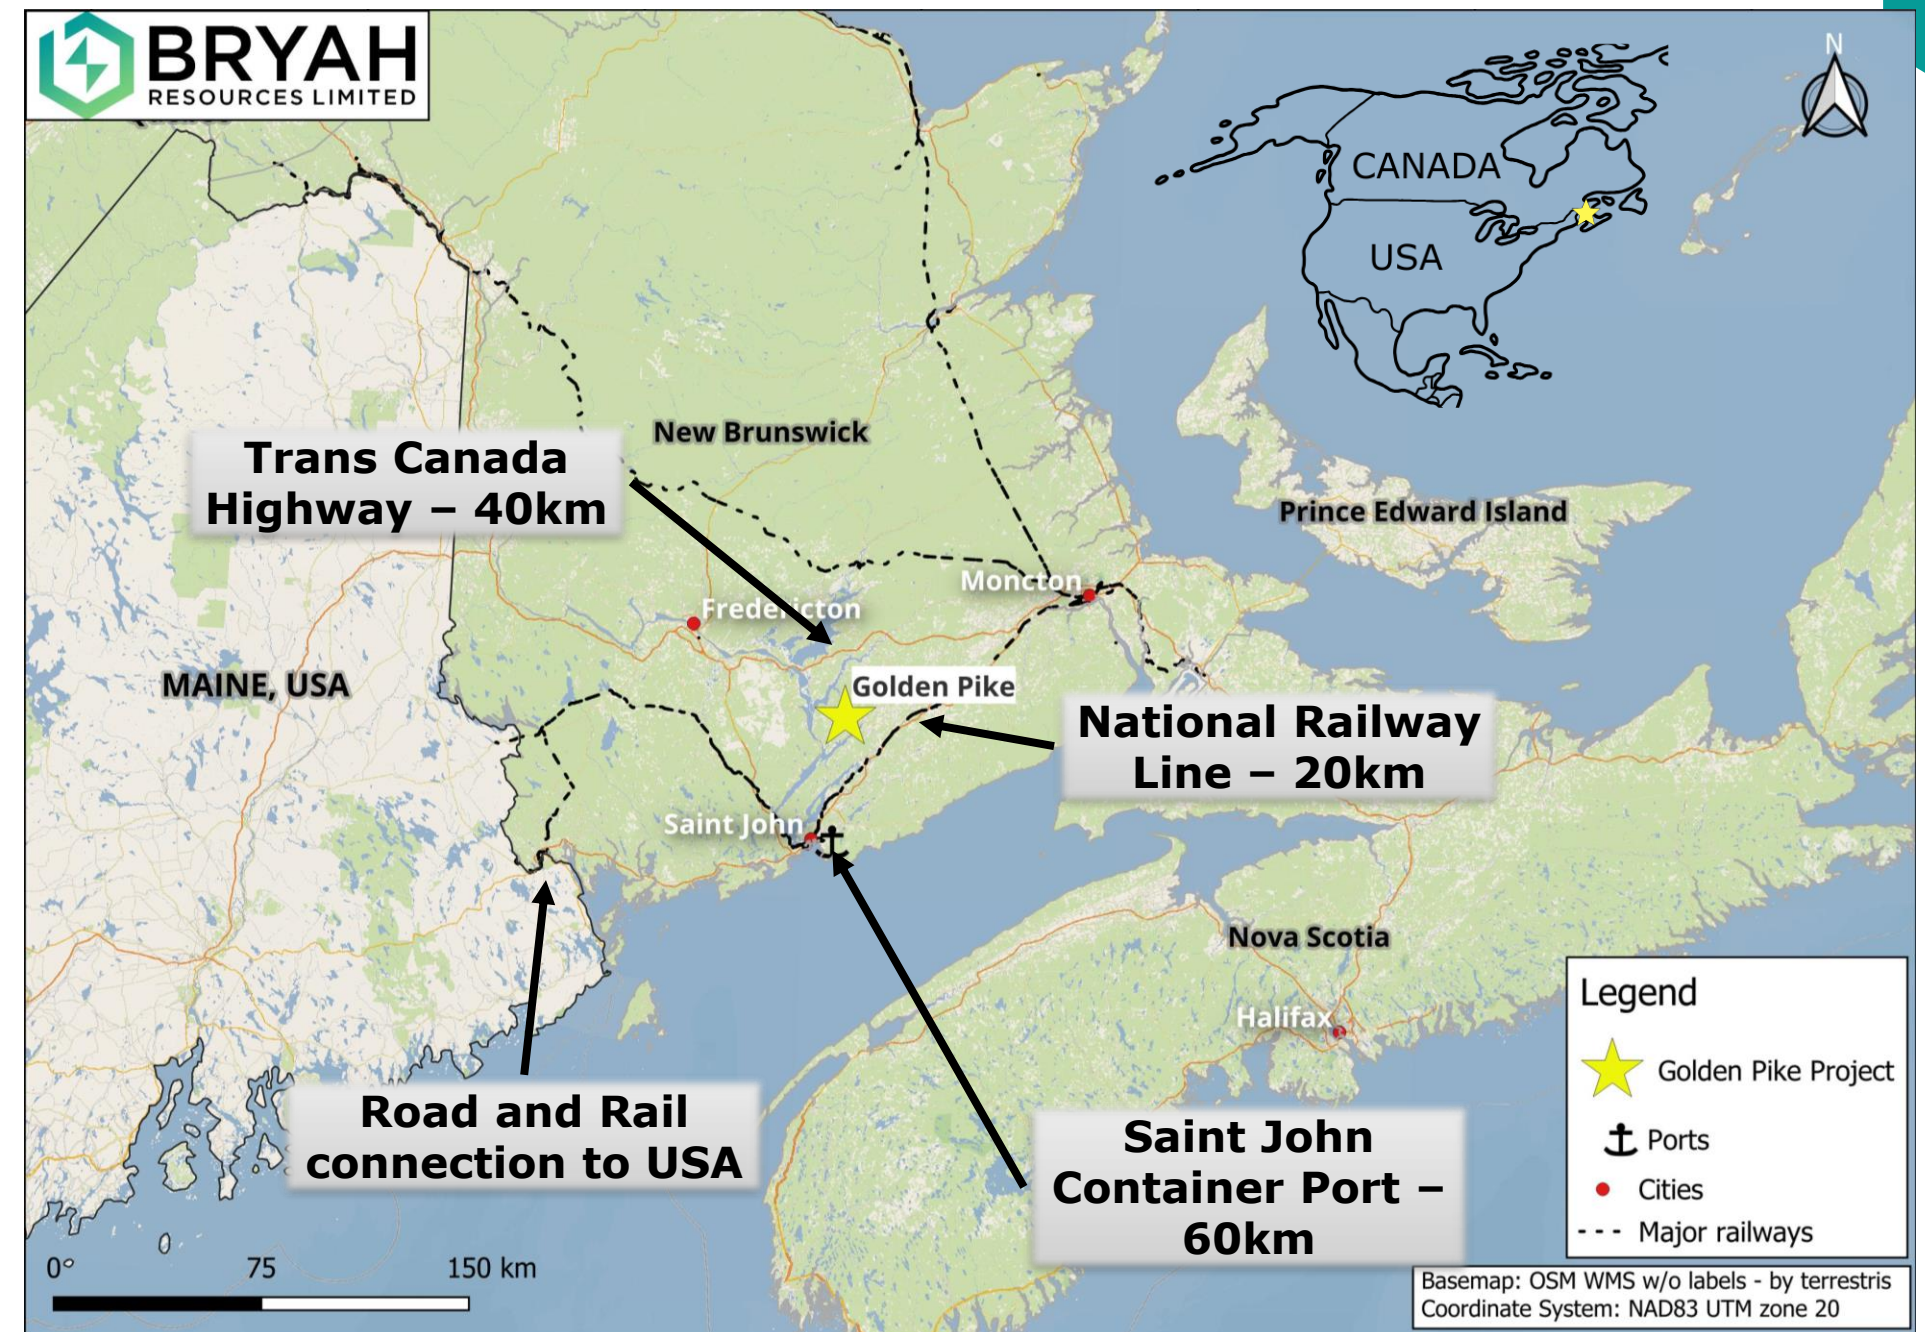 BRYAH
RESOURCES LIMITED
N
CANADA
USA
New Brunswick
Trans Canada
Highway – 40km
Prince Edward Island
Moncton
Fredericton
MAINE, USA
Golden Pike
National Railway
Line – 20km
Saint John
Nova Scotia
Halifax
Road and Rail
connection to USA
Saint John
Container Port –
60km
Legend
Golden Pike Project
Ports
Cities
Major railways
0°
75
150 km
Basemap: OSM WMS w/o labels - by terrestris
Coordinate System: NAD83 UTM zone 20